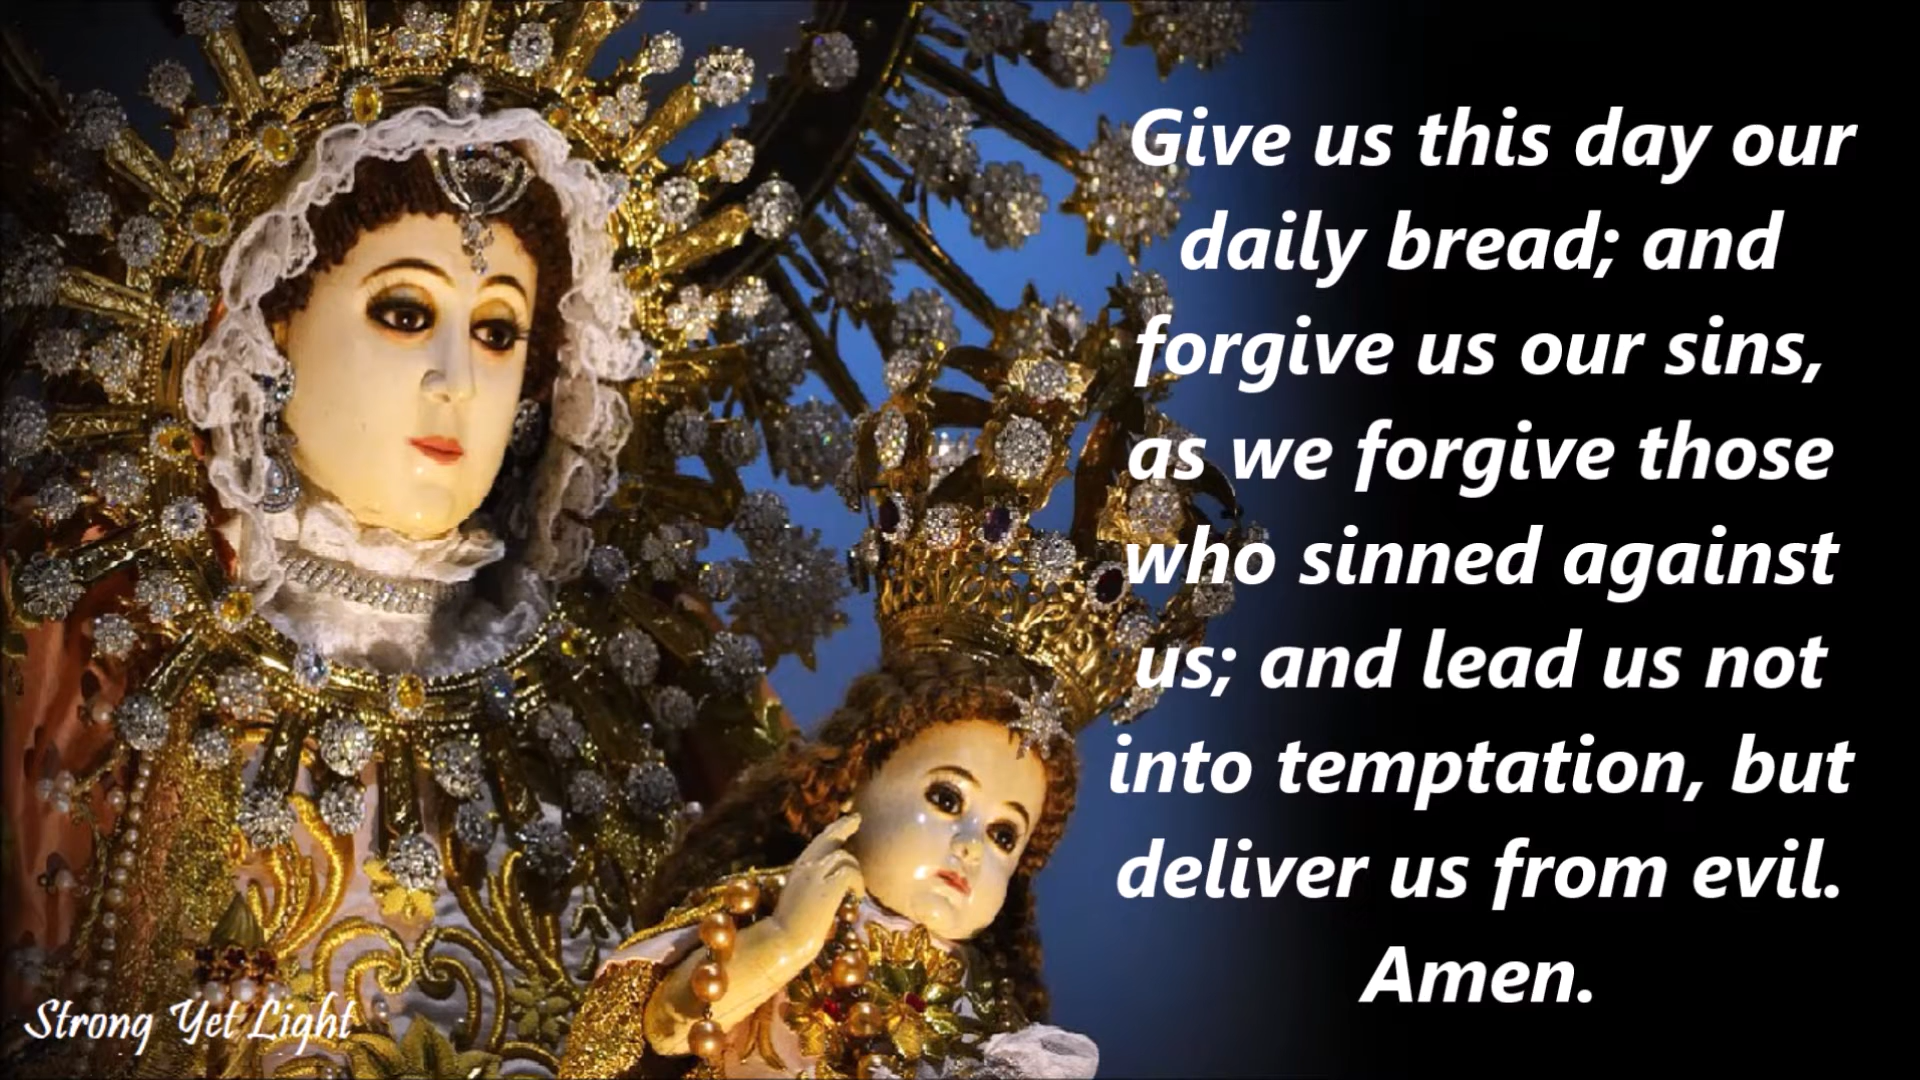 Give us this day our
daily bread; and
forgive us our sins,
as we forgive those
who sinned against
us; and lead us not
into temptation, but
deliver us from evil.
Amen.
Strong Yet Light